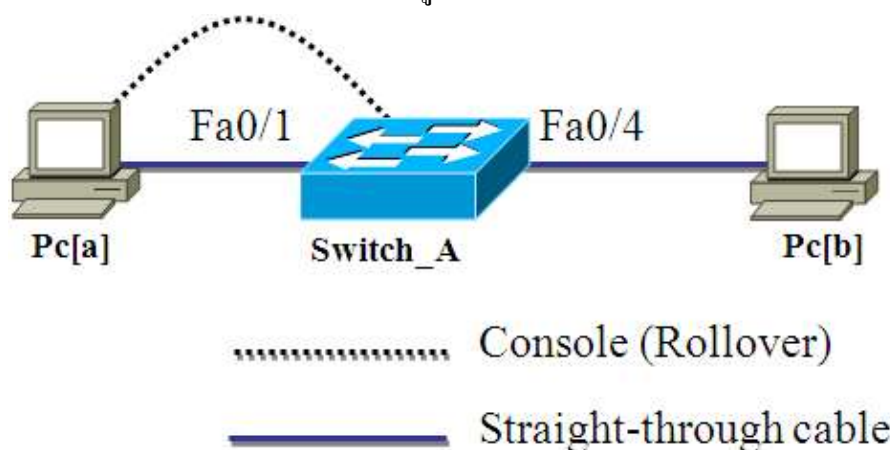 Fa0/1
Fa0/4
Pc[a]
Switch_A
Pc[b]
Console (Rollover)
Straight-through cable